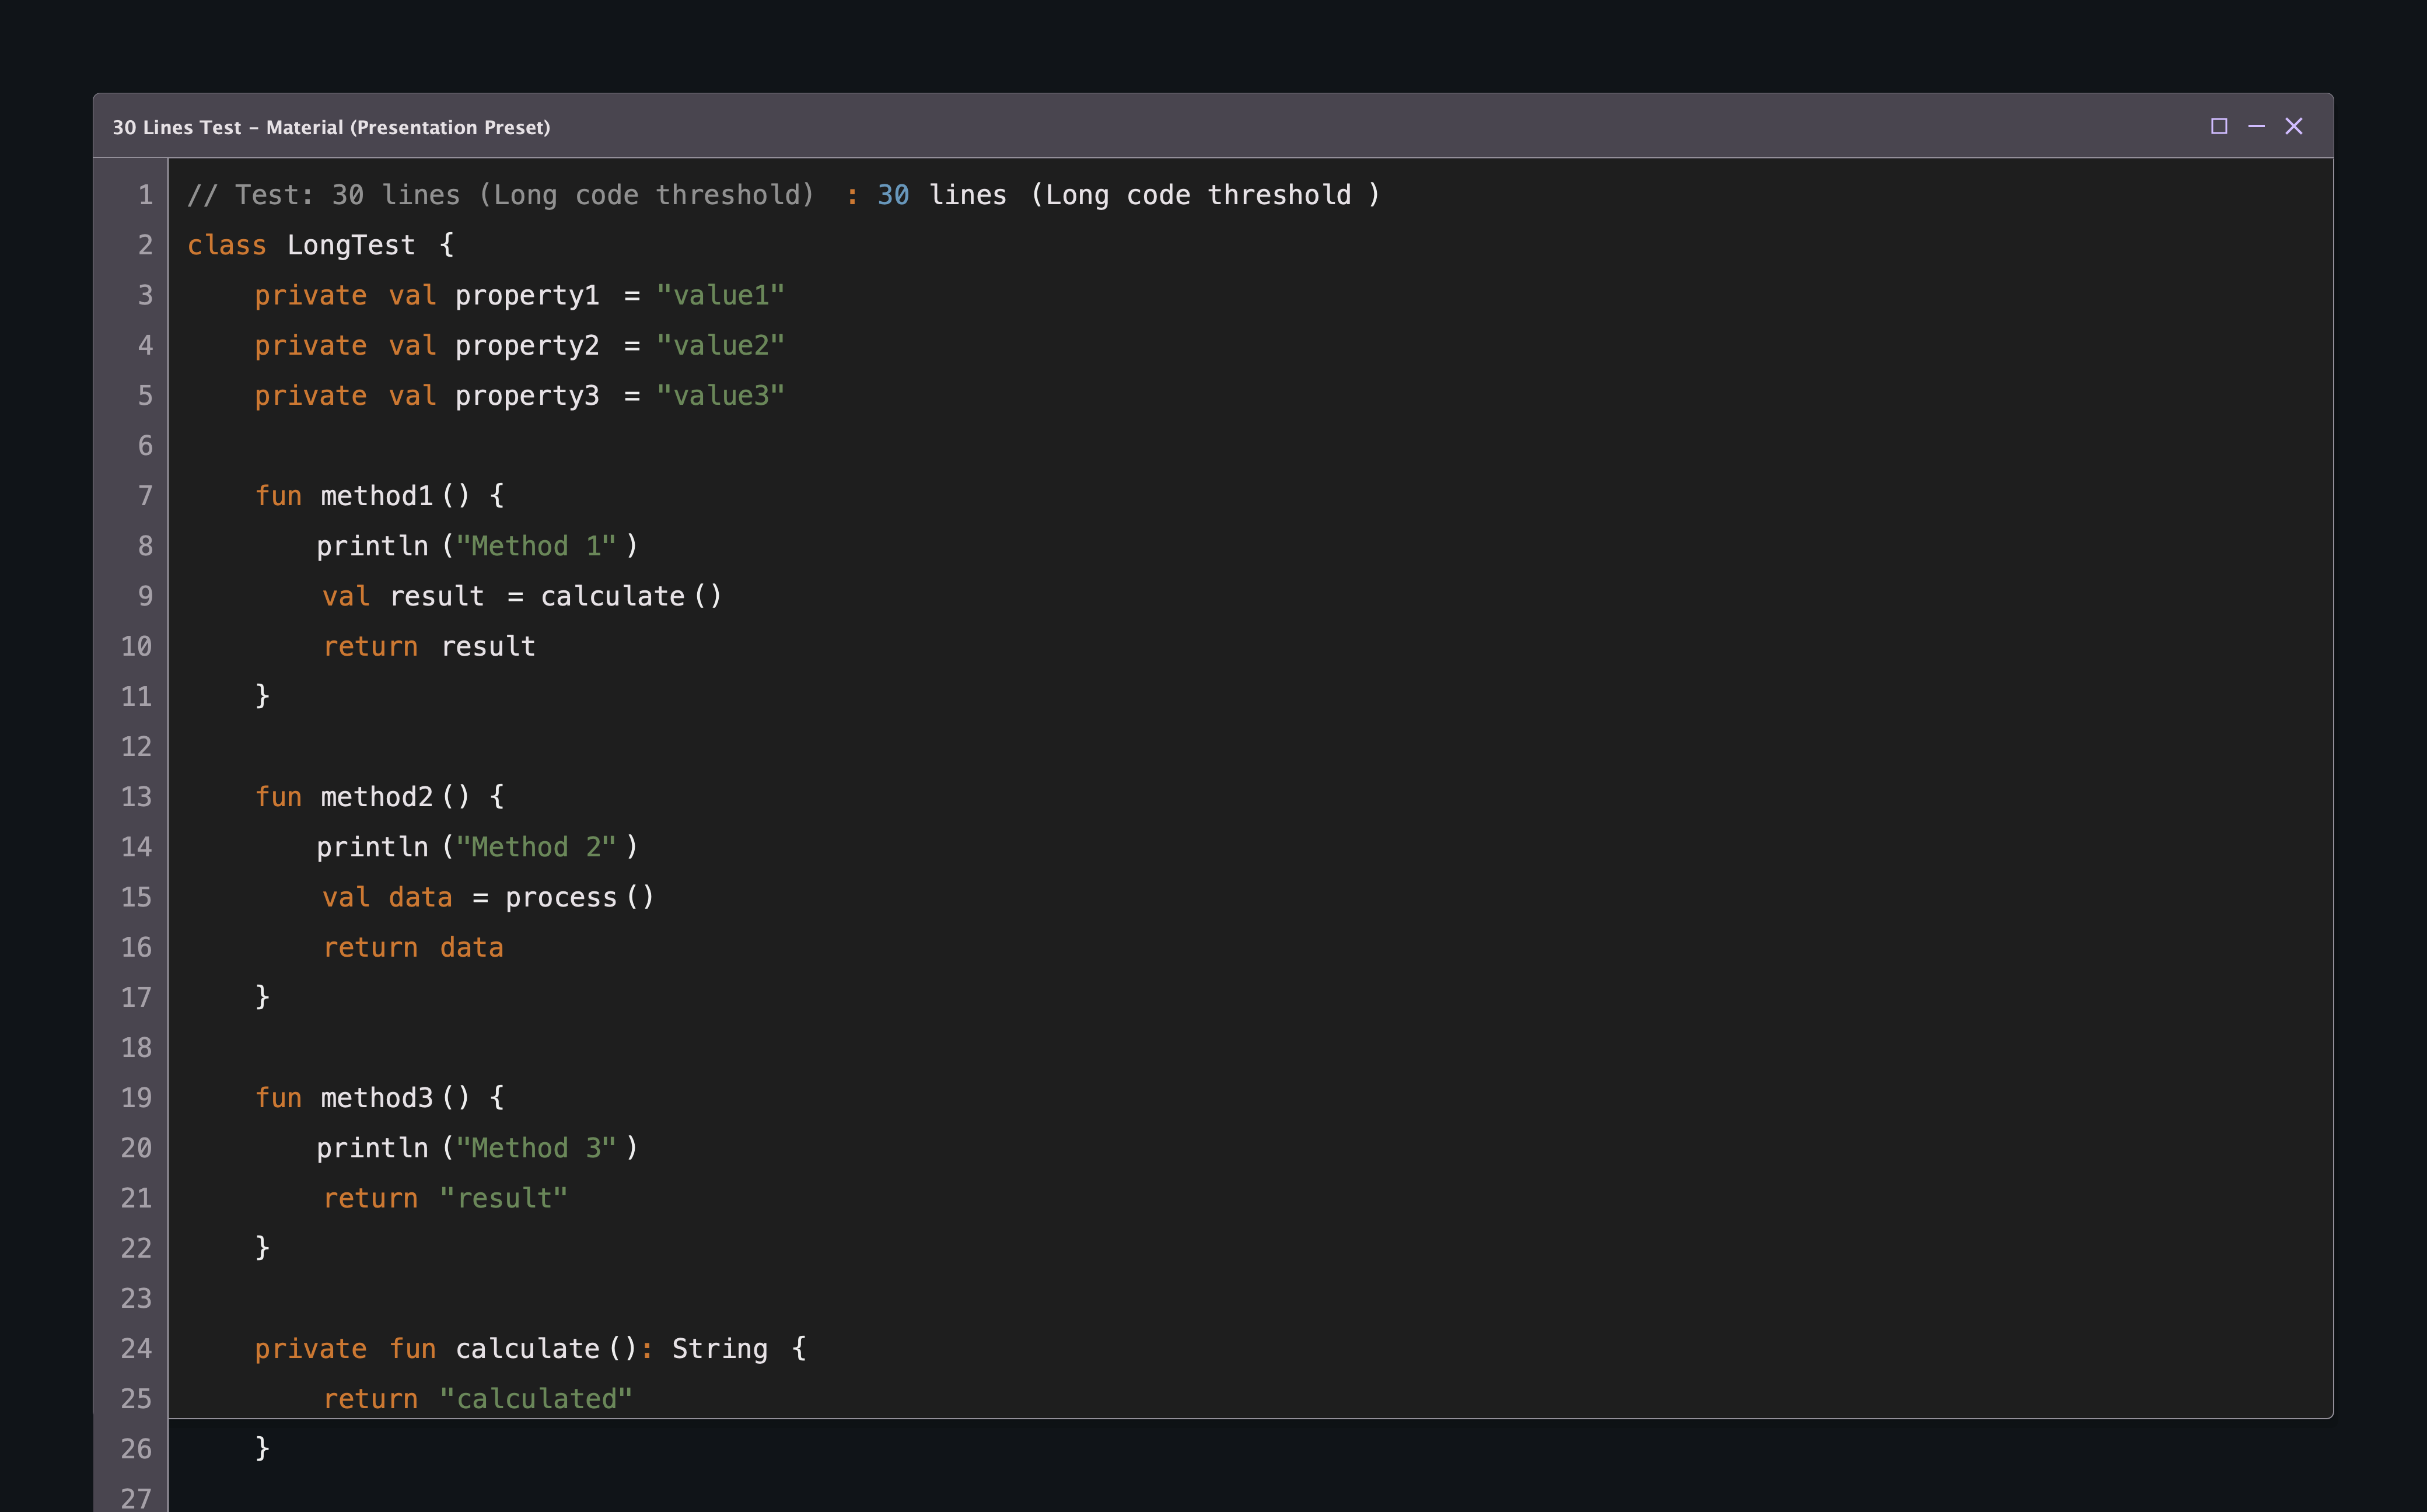 30 Lines Test – Material (Presentation Preset)
1 // Test: 30 lines (Long code threshold) : 30 lines (Long code threshold )
2 class LongTest {
3     private val property1 = "value1"
4     private val property2 = "value2"
5     private val property3 = "value3"
6
7     fun method1() {
8         println("Method 1")
9         val result = calculate()
10         return result
11     }
12
13     fun method2() {
14         println("Method 2")
15         val data = process()
16         return data
17     }
18
19     fun method3() {
20         println("Method 3")
21         return "result"
22     }
23
24     private fun calculate(): String {
25         return "calculated"
26     }
27